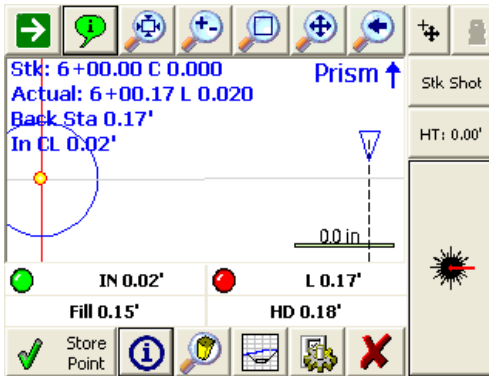 Stk: 6+00.00 C 0.000
Prism
Actual: 6+00.17 L 0.020
Back Sta 0.17'
In CL 0.02'
Stk Shot
HT: 0.00'
0.0 in
IN 0.02'
L 0.17'
Fill 0.15'
HD 0.18'
Store
Point